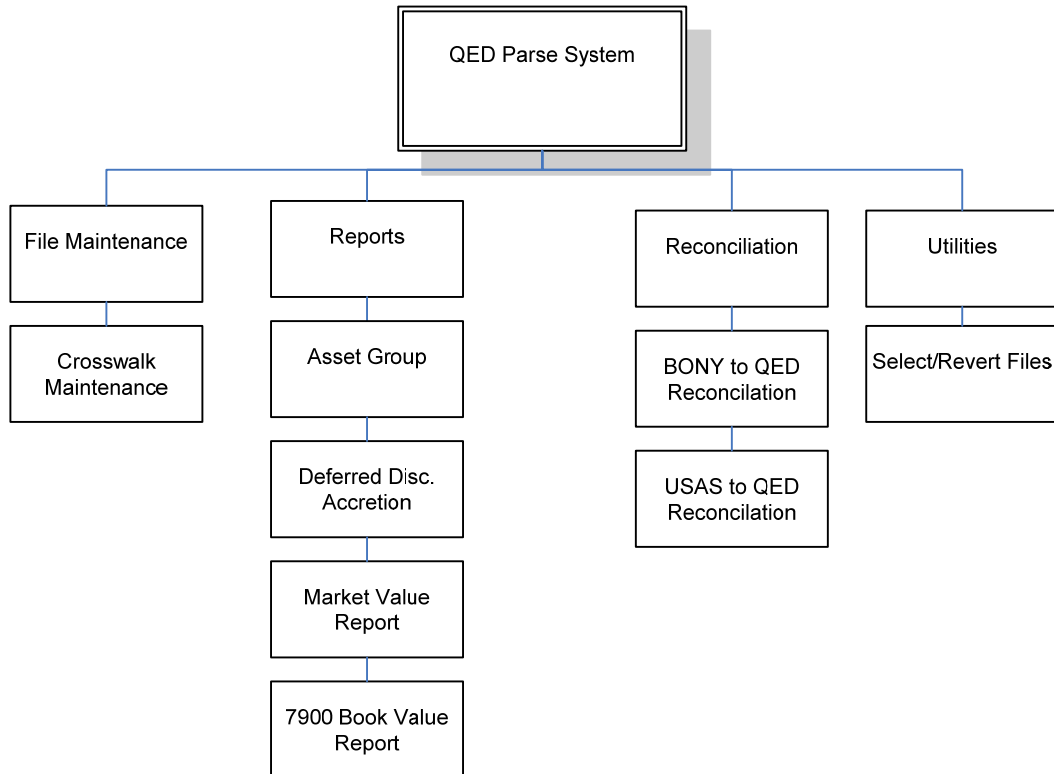 QED Parse System
File Maintenance
Reports
Reconciliation
Utilities
Crosswalk
Maintenance
Asset Group
BONY to QED
Reconcilation
Select/Revert Files
Deferred Disc.
Accretion
USAS to QED
Reconcilation
Market Value
Report
7900 Book Value
Report